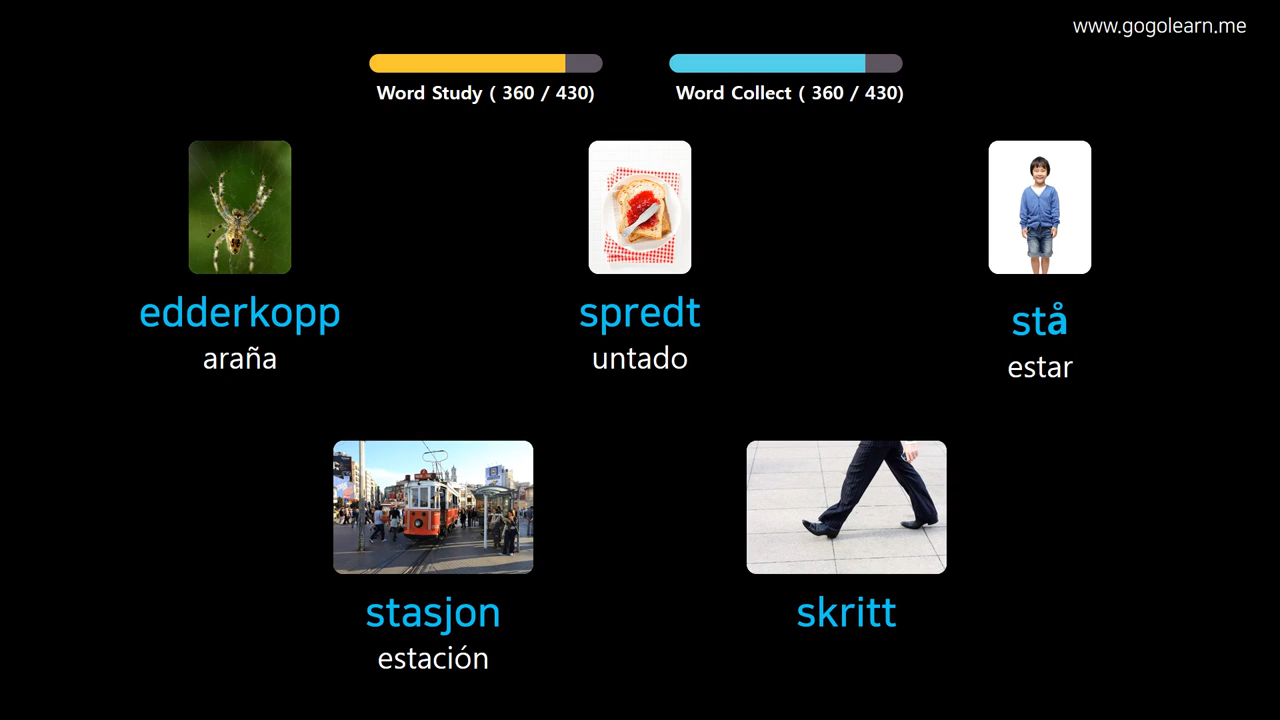 www.gogolearn.me
Word Study ( 360 / 430)
Word Collect ( 360 / 430)
edderkopp
araña
spredt
untado
stå
estar
stasjon
estación
skritt